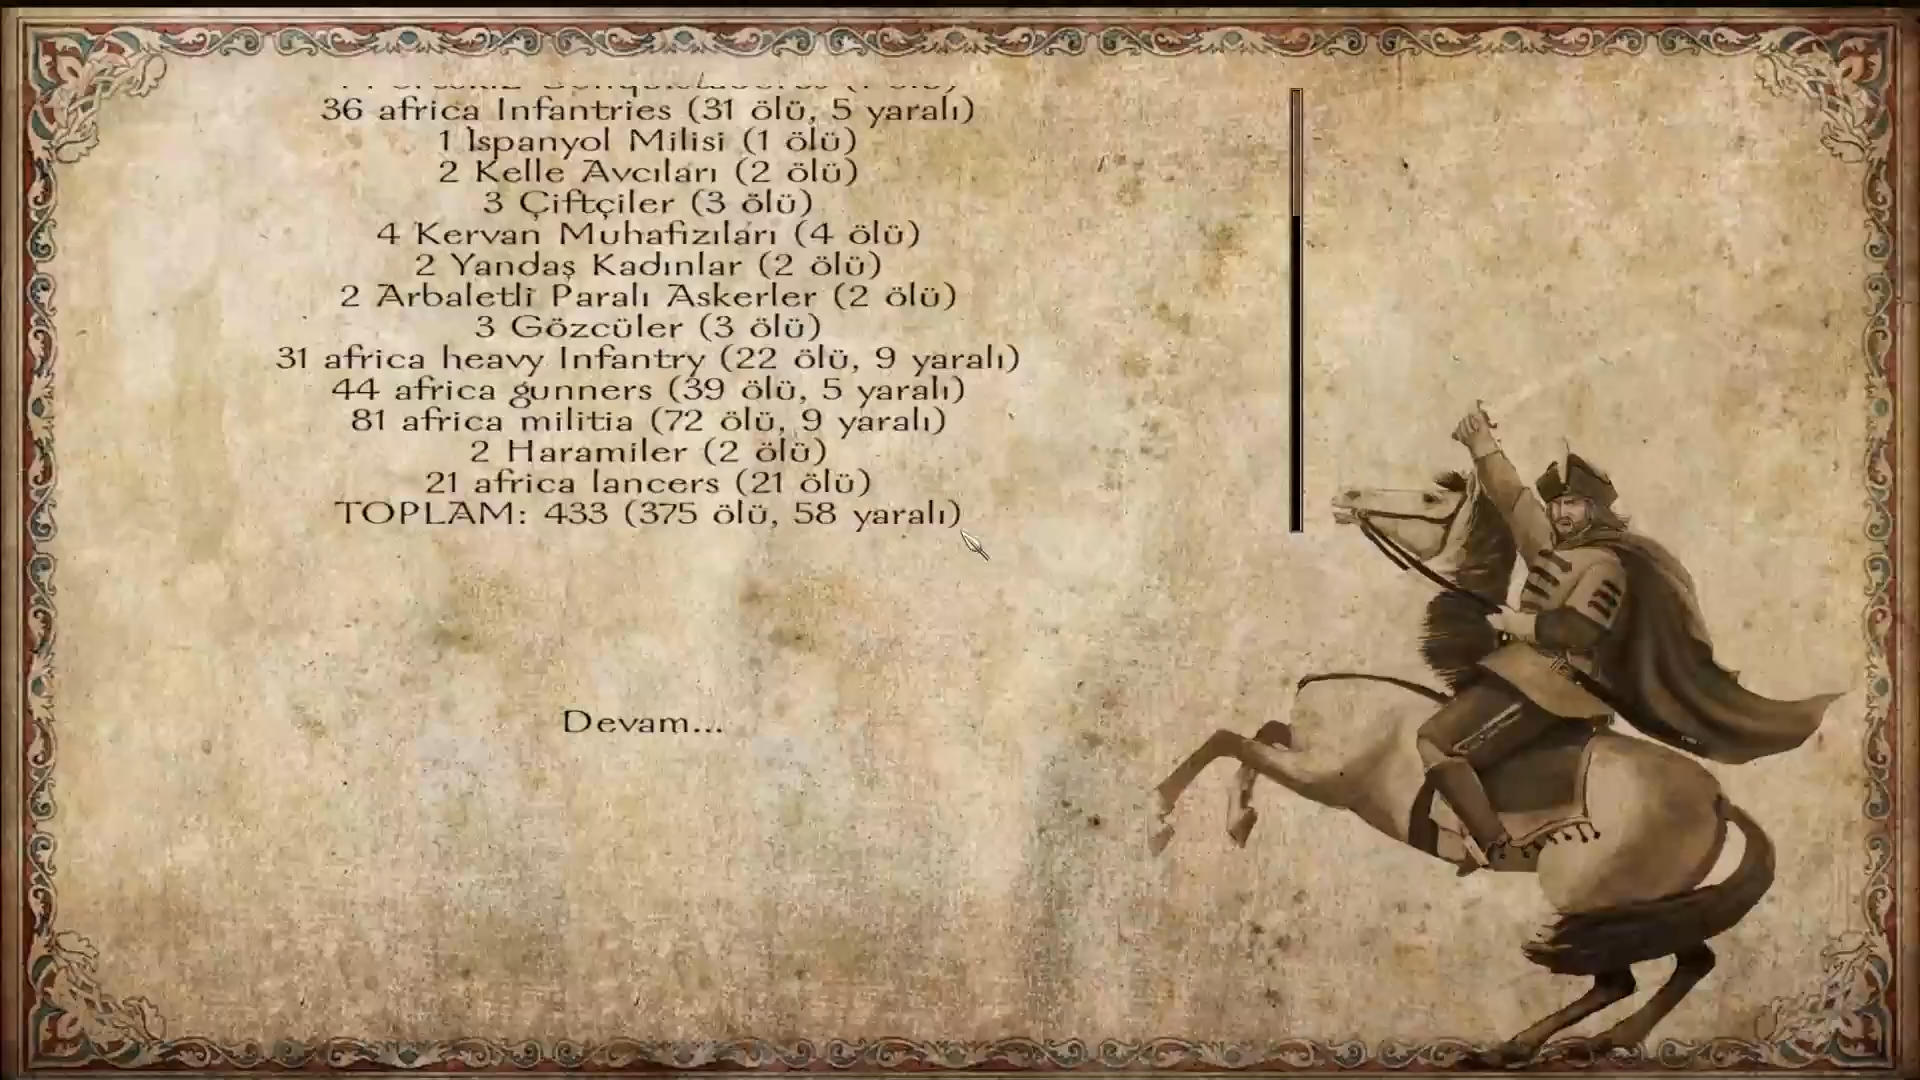 36 africa Infantries (31 ölü, 5 yaralı)
1 İspanyol Milisi (1 ölü)
2 Kelle Avcıları (2 ölü)
3 Çiftçiler (3 ölü)
4 Kervan Muhafızıları (4 ölü)
2 Yandaş Kadınlar (2 ölü)
2 Arbaletli Paralı Askerler (2 ölü)
3 Gözcüler (3 ölü)
31 africa heavy Infantry (22 ölü, 9 yaralı)
44 africa gunners (39 ölü, 5 yaralı)
81 africa militia (72 ölü, 9 yaralı)
2 Haramiler (2 ölü)
21 africa lancers (21 ölü)
TOPLAM: 433 (375 ölü, 58 yaralı)
Devam...